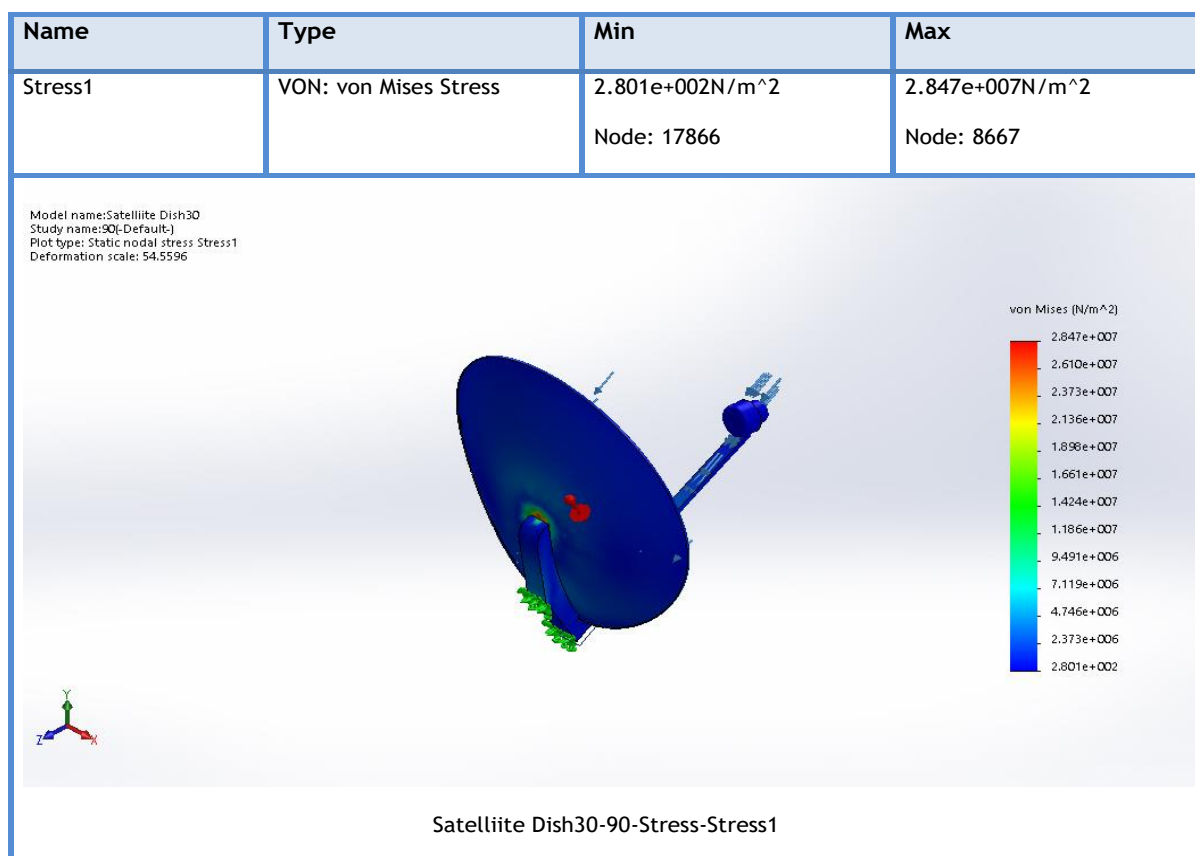 Name Type Min Max
Stress1 VON: von Mises Stress 2.801e+002N/m^2 2.847e+007N/m^2
Node: 17866 Node: 8667
Model name:Satelliite Dish30
Study name:90(-Default-)
Plot type: Static nodal stress Stress1
Deformation scale: 54.5596
von Mises (N/m^2)
2.847e+007
2.610e+007
2.373e+007
2.136e+007
1.898e+007
1.661e+007
1.424e+007
1.186e+007
9.491e+006
7.119e+006
4.746e+006
2.373e+006
2.801e+002
Y
Z X
Satelliite Dish30-90-Stress-Stress1